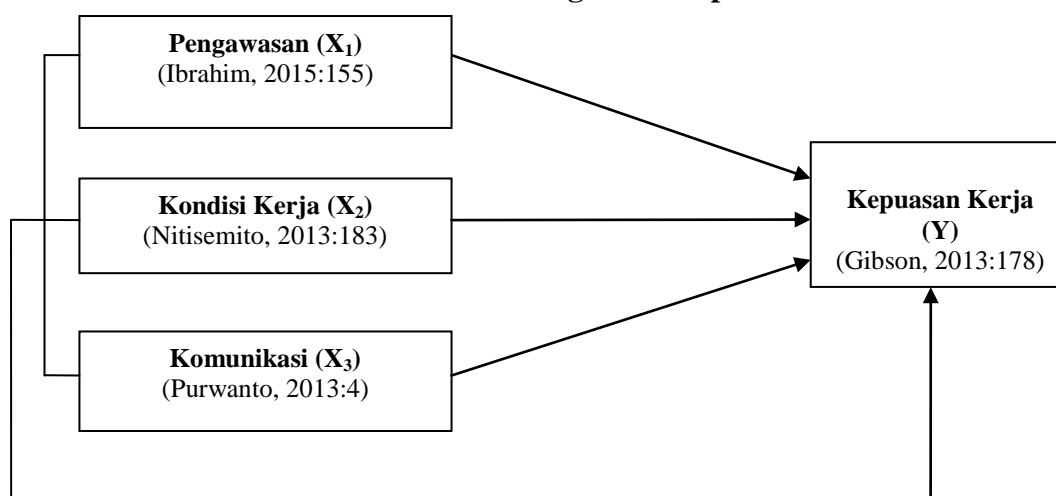 Pengawasan (X₁)
(Ibrahim, 2015:155)
Kondisi Kerja (X₂)
(Nitisemito, 2013:183)
Komunikasi (X₃)
(Purwanto, 2013:4)
Kepuasan Kerja
(Y)
(Gibson, 2013:178)